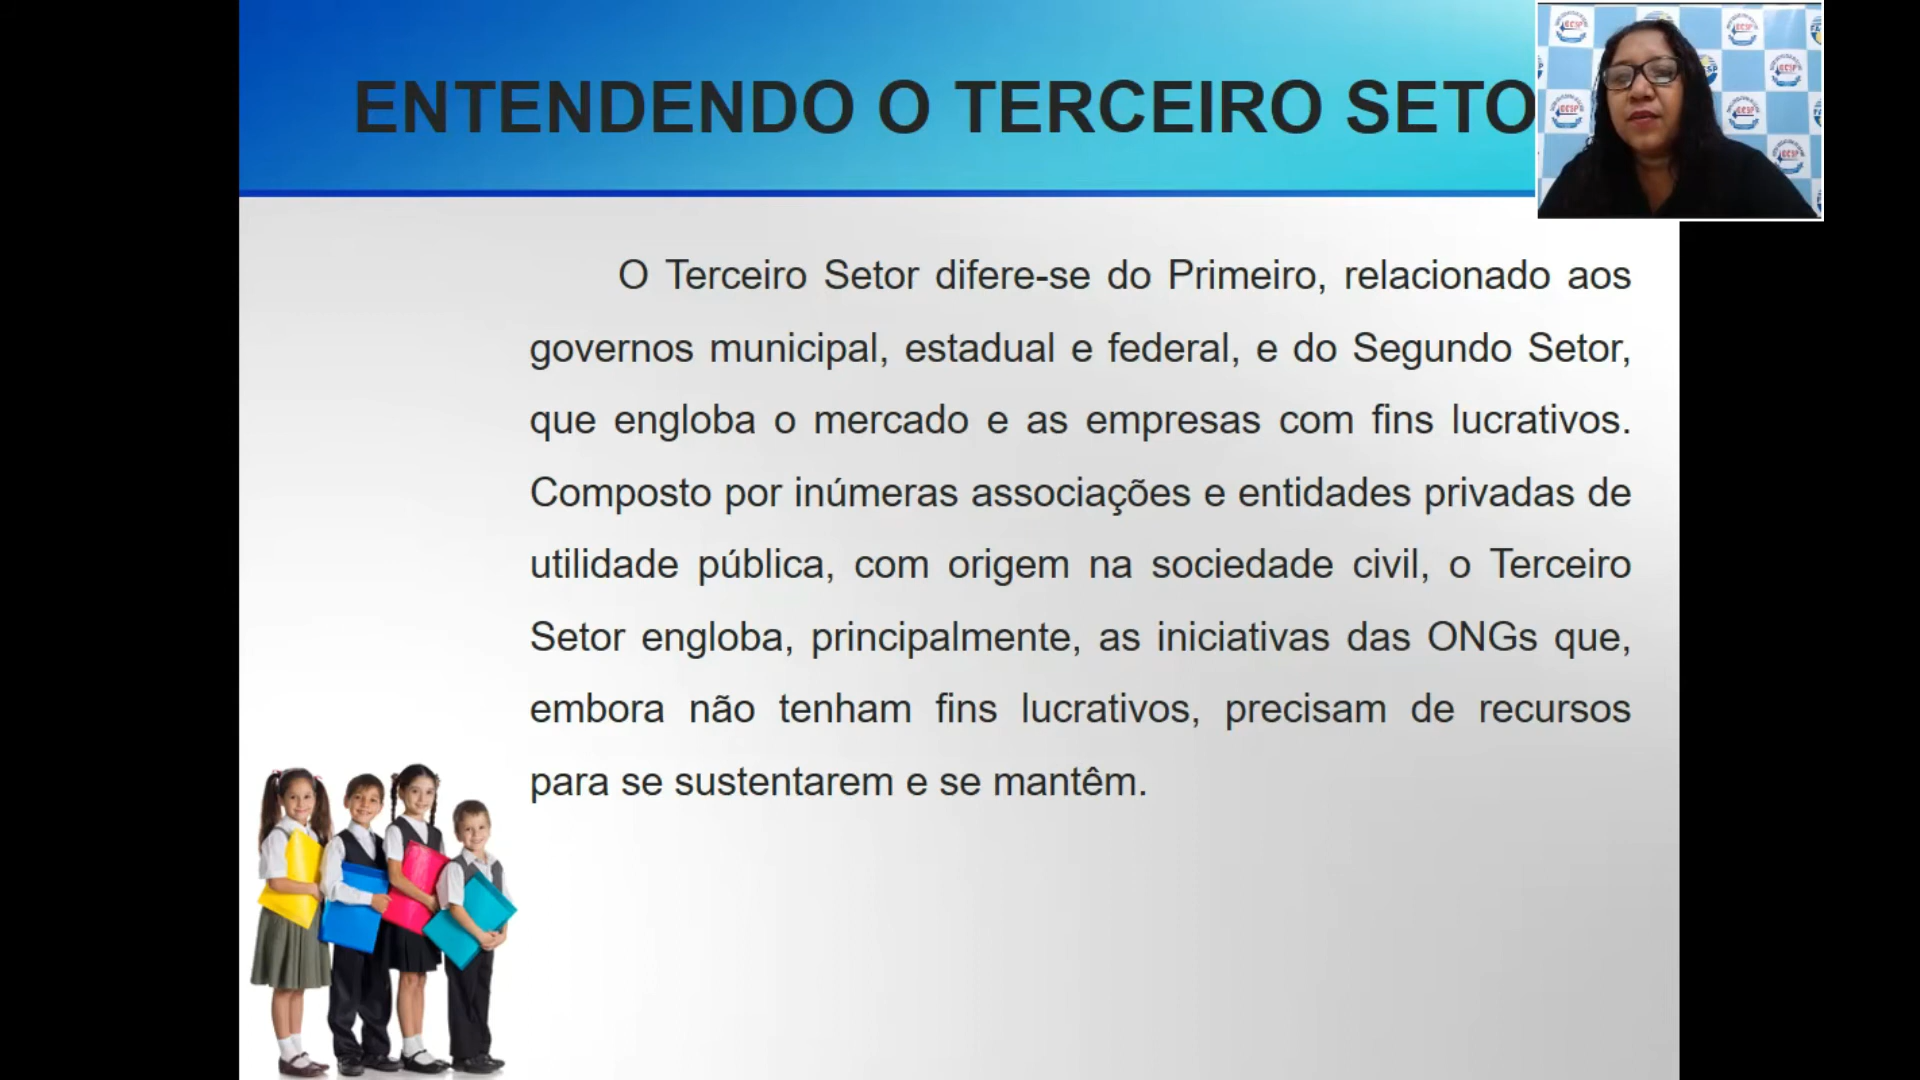 ENTENDENDO O TERCEIRO SETO
O Terceiro Setor difere-se do Primeiro, relacionado aos
governos municipal, estadual e federal, e do Segundo Setor,
que engloba o mercado e as empresas com fins lucrativos.
Composto por inúmeras associações e entidades privadas de
utilidade pública, com origem na sociedade civil, o Terceiro
Setor engloba, principalmente, as iniciativas das ONGs que,
embora não tenham fins lucrativos, precisam de recursos
para se sustentarem e se mantêm.